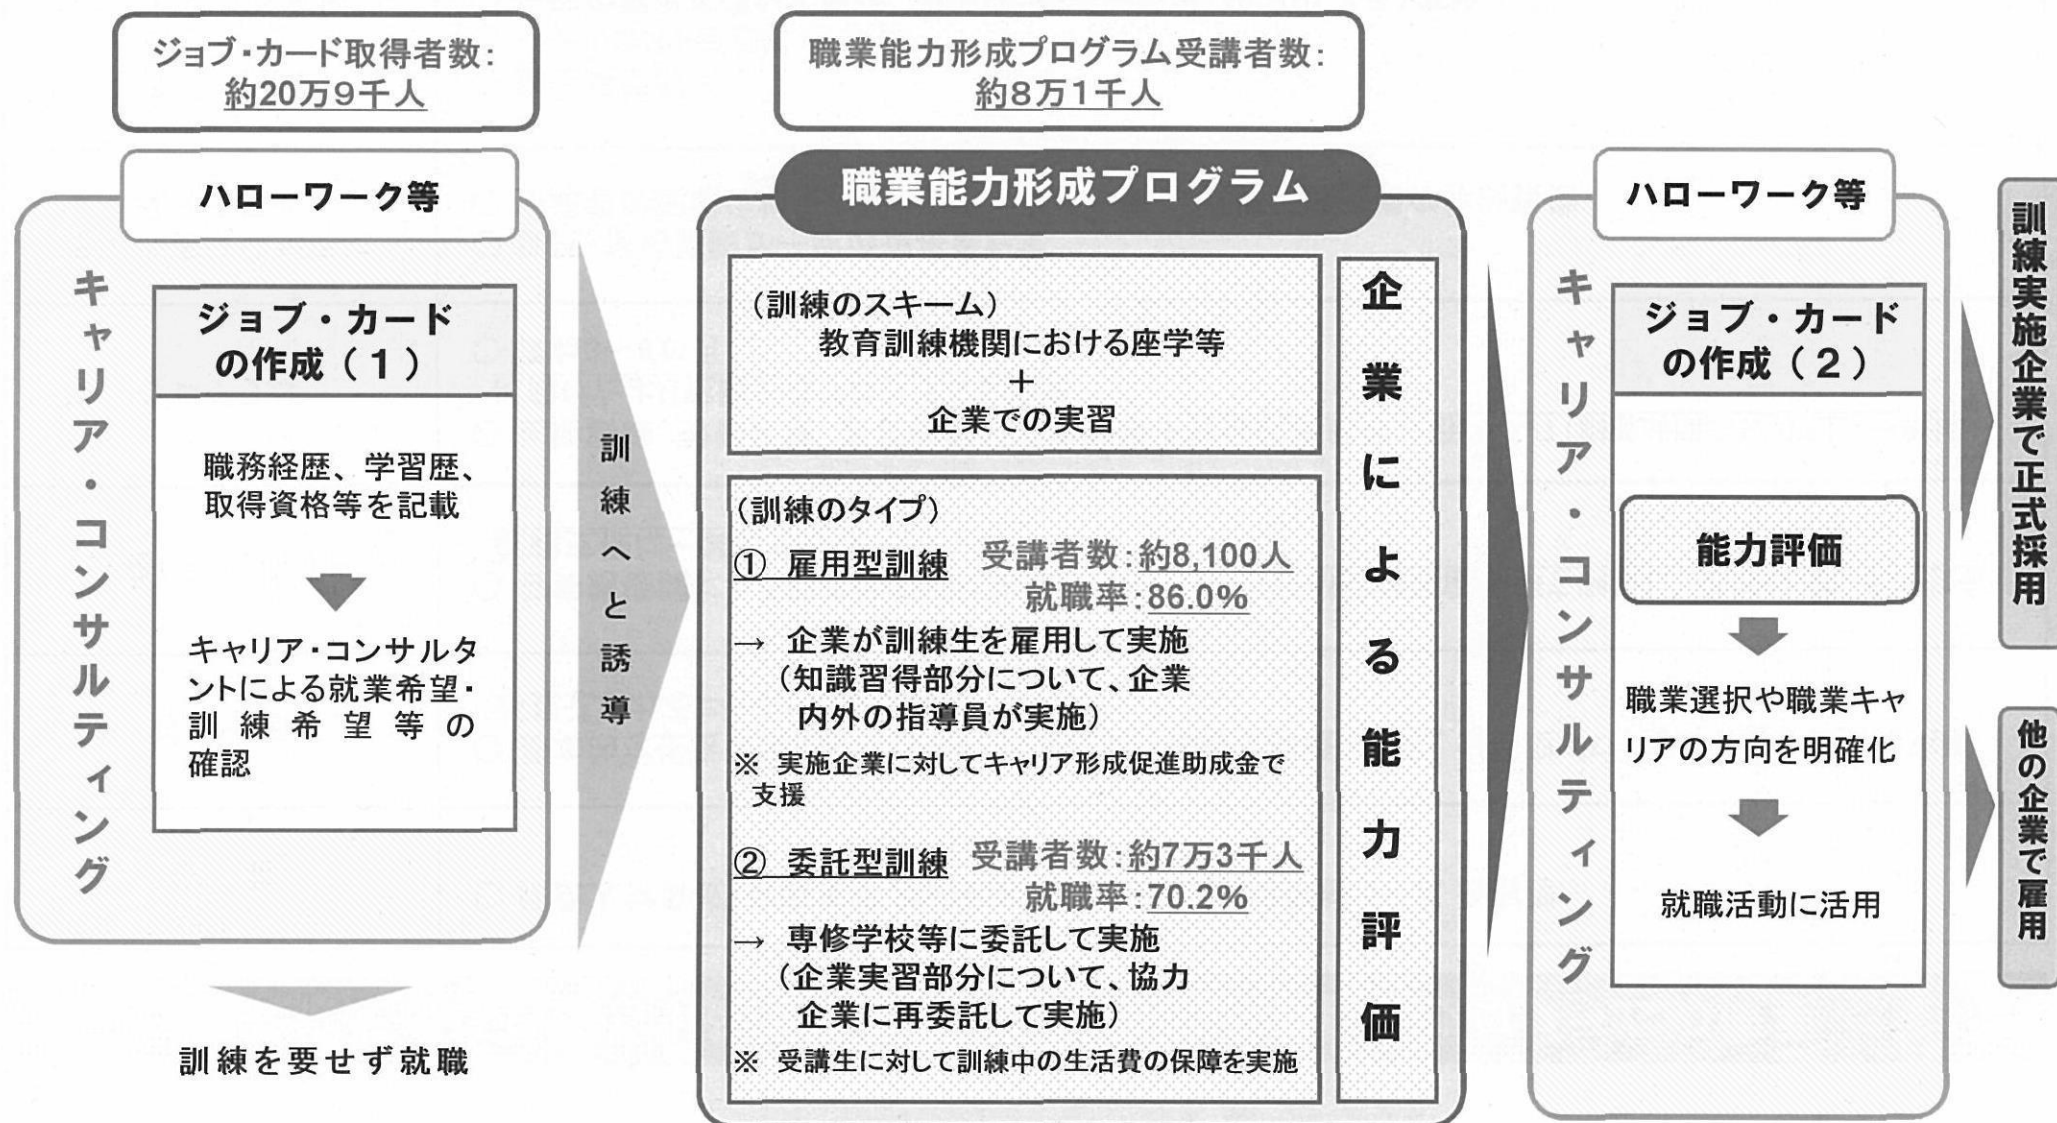 ジョブ・カード取得者数：
約20万9千人
ハローワーク等
キャリア・コンサルティング
ジョブ・カード
の作成（1）
職務経歴、学習歴、
取得資格等を記載
キャリア・コンサルタ
ントによる就業希望・
訓練希望等の
確認
訓練を要せず就職
訓練へと誘導
職業能力形成プログラム受講者数：
約8万1千人
職業能力形成プログラム
（訓練のスキーム）
教育訓練機関における座学等
＋
企業での実習
（訓練のタイプ）
① 雇用型訓練 受講者数：約8,100人
就職率：86.0%
→ 企業が訓練生を雇用して実施
（知識習得部分について、企業
内外の指導員が実施）
※ 実施企業に対してキャリア形成促進助成金で
支援
② 委託型訓練 受講者数：約7万3千人
就職率：70.2%
→ 専修学校等に委託して実施
（企業実習部分について、協力
企業に再委託して実施）
※ 受講生に対して訓練中の生活費の保障を実施
企業による能力評価
ハローワーク等
キャリア・コンサルティング
ジョブ・カード
の作成（2）
能力評価
職業選択や職業キャ
リアの方向を明確化
就職活動に活用
訓練実施企業で正式採用
他の企業で雇用